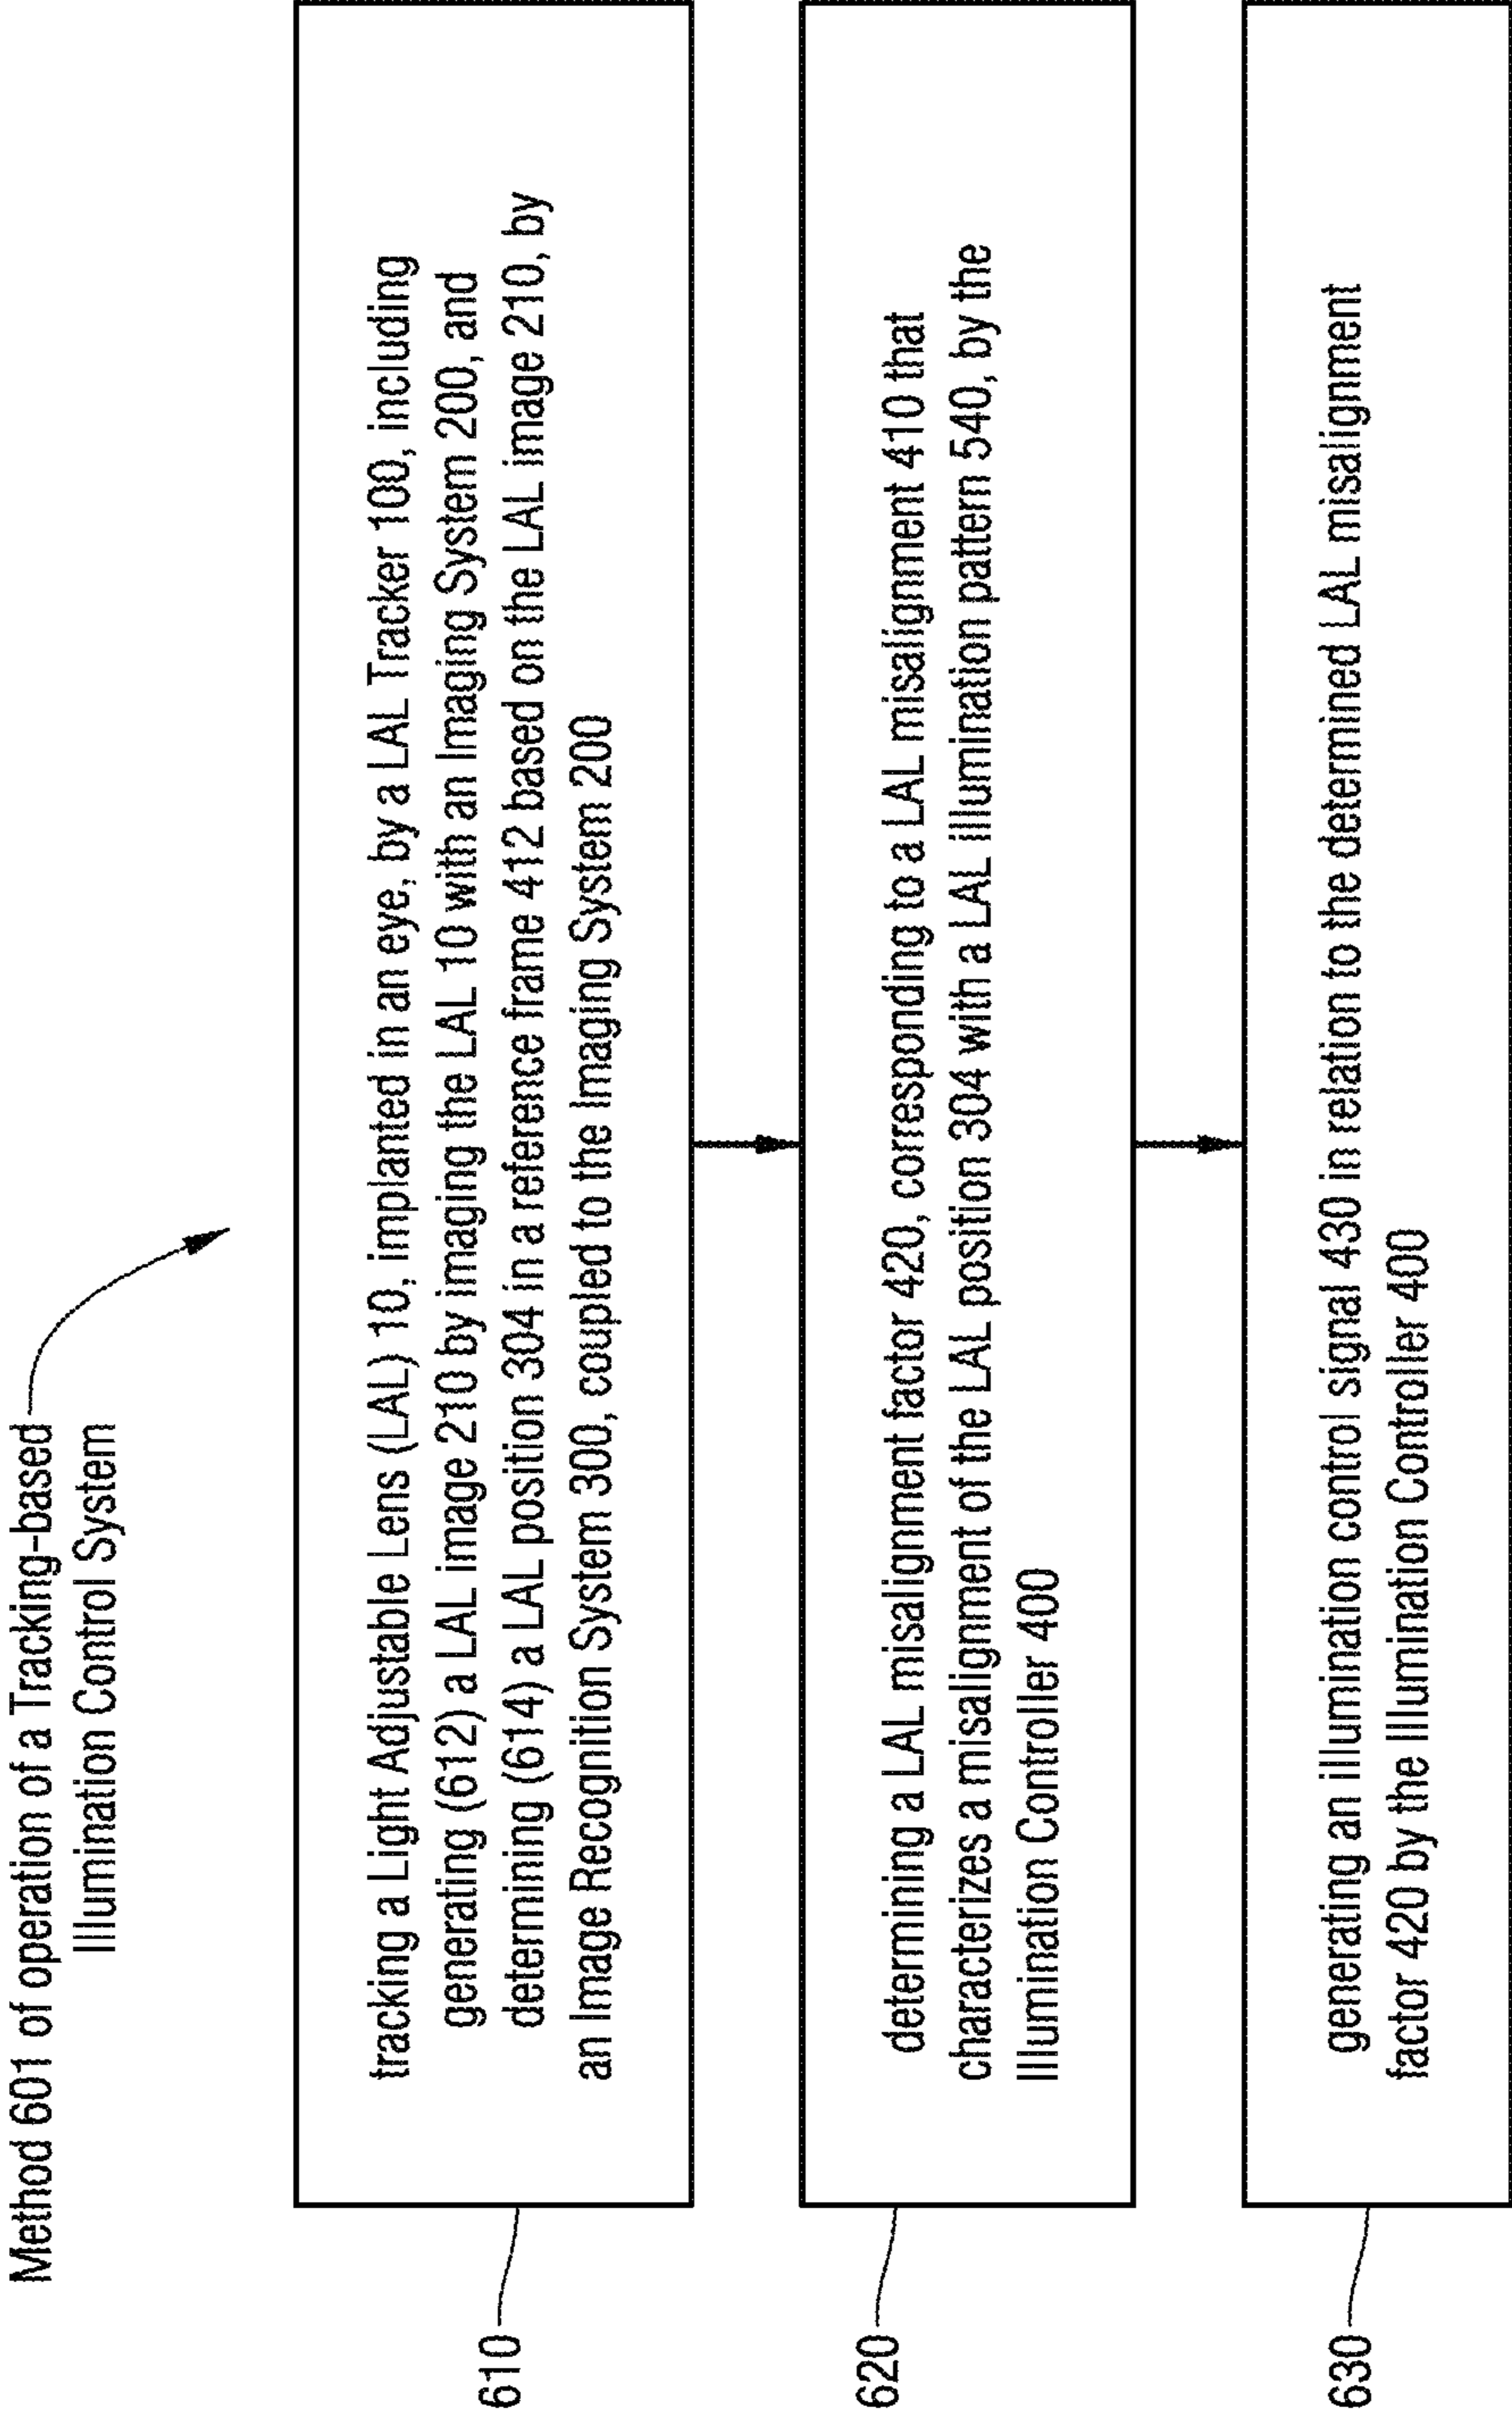 Method 601 of operation of a Tracking-based
Illumination Control System
610
tracking a Light Adjustable Lens (LAL) 10, implanted in an eye, by a LAL Tracker 100, including
generating (612) a LAL image 210 by imaging the LAL 10 with an Imaging System 200, and
determining (614) a LAL position 304 in a reference frame 412 based on the LAL image 210, by
an Image Recognition System 300, coupled to the Imaging System 200
620
determining a LAL misalignment factor 420, corresponding to a LAL misalignment 410 that
characterizes a misalignment of the LAL position 304 with a LAL illumination pattern 540, by the
Illumination Controller 400
630
generating an illumination control signal 430 in relation to the determined LAL misalignment
factor 420 by the Illumination Controller 400